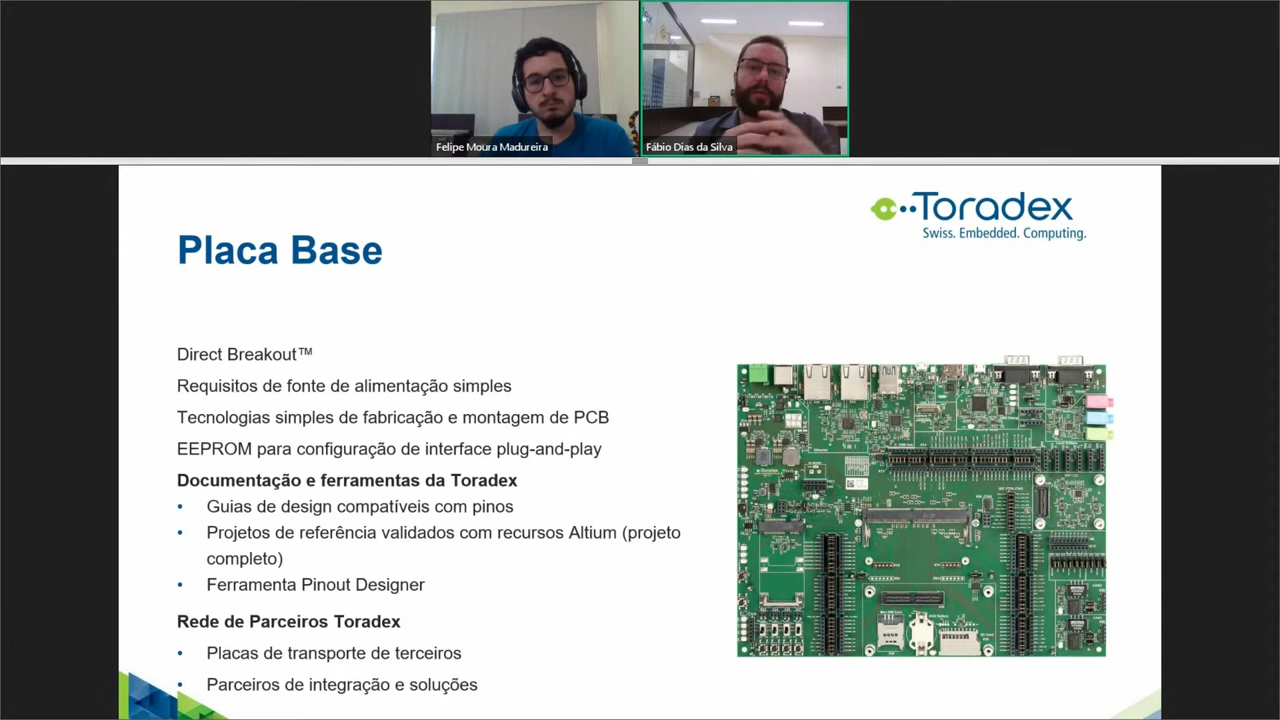 Felipe Moura Madureira
Fábio Dias da Silva
Toradex
Swiss. Embedded. Computing.
Placa Base
Direct Breakout™
Requisitos de fonte de alimentação simples
Tecnologias simples de fabricação e montagem de PCB
EEPROM para configuração de interface plug-and-play
Documentação e ferramentas da Toradex
• Guias de design compatíveis com pinos
• Projetos de referência validados com recursos Altium (projeto
completo)
• Ferramenta Pinout Designer
Rede de Parceiros Toradex
• Placas de transporte de terceiros
• Parceiros de integração e soluções